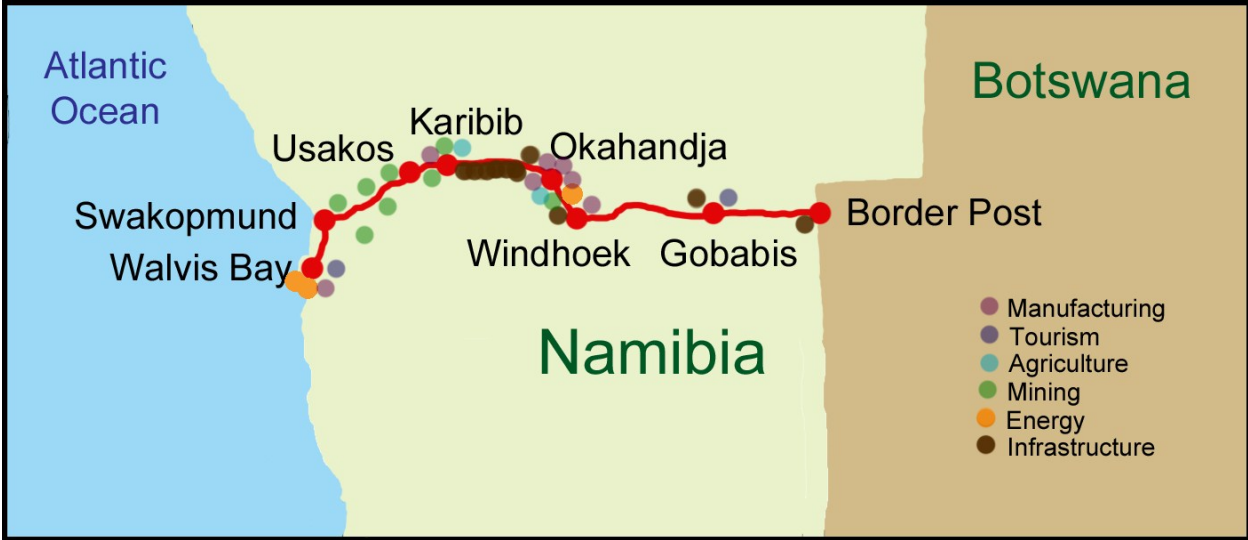 Atlantic
Ocean
Botswana
Karibib
Usakos
Okahandja
Swakopmund
Border Post
Windhoek
Gobabis
Walvis Bay
Namibia
Manufacturing
Tourism
Agriculture
Mining
Energy
Infrastructure